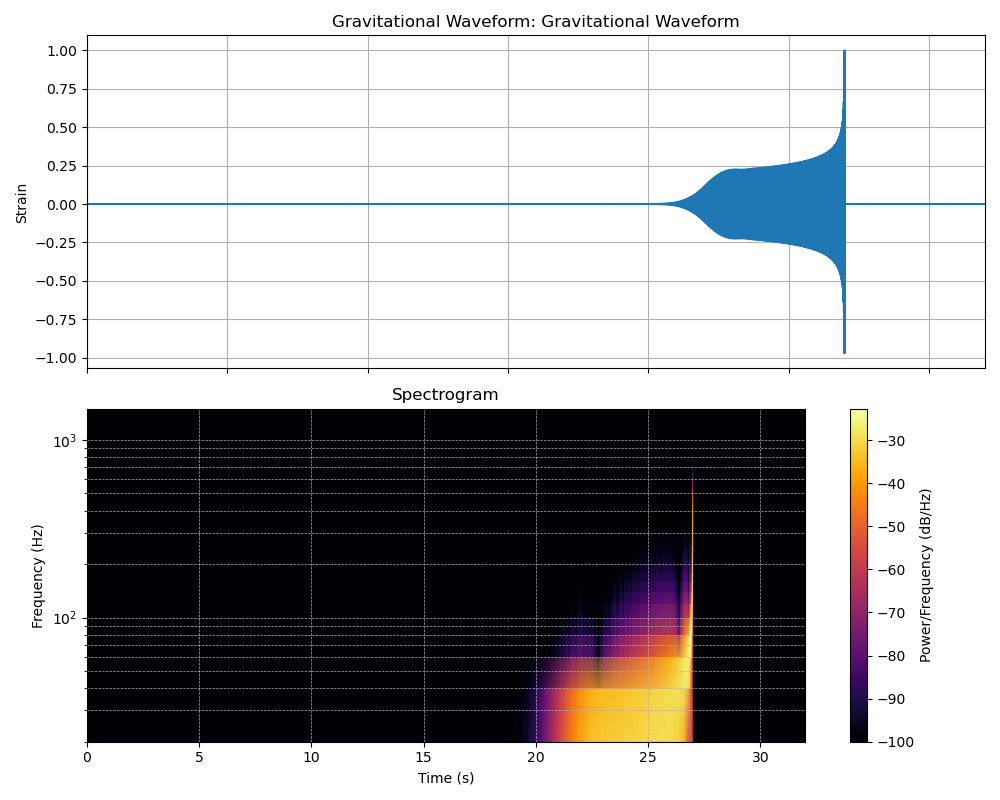 Gravitational Waveform: Gravitational Waveform
1.00
0.75
0.50
0.25
0.00
−0.25
−0.50
−0.75
−1.00
Strain
Spectrogram
10³
10²
Frequency (Hz)
0 5 10 15 20 25 30
Time (s)
−30
−40
−50
−60
−70
−80
−90
−100
Power/Frequency (dB/Hz)